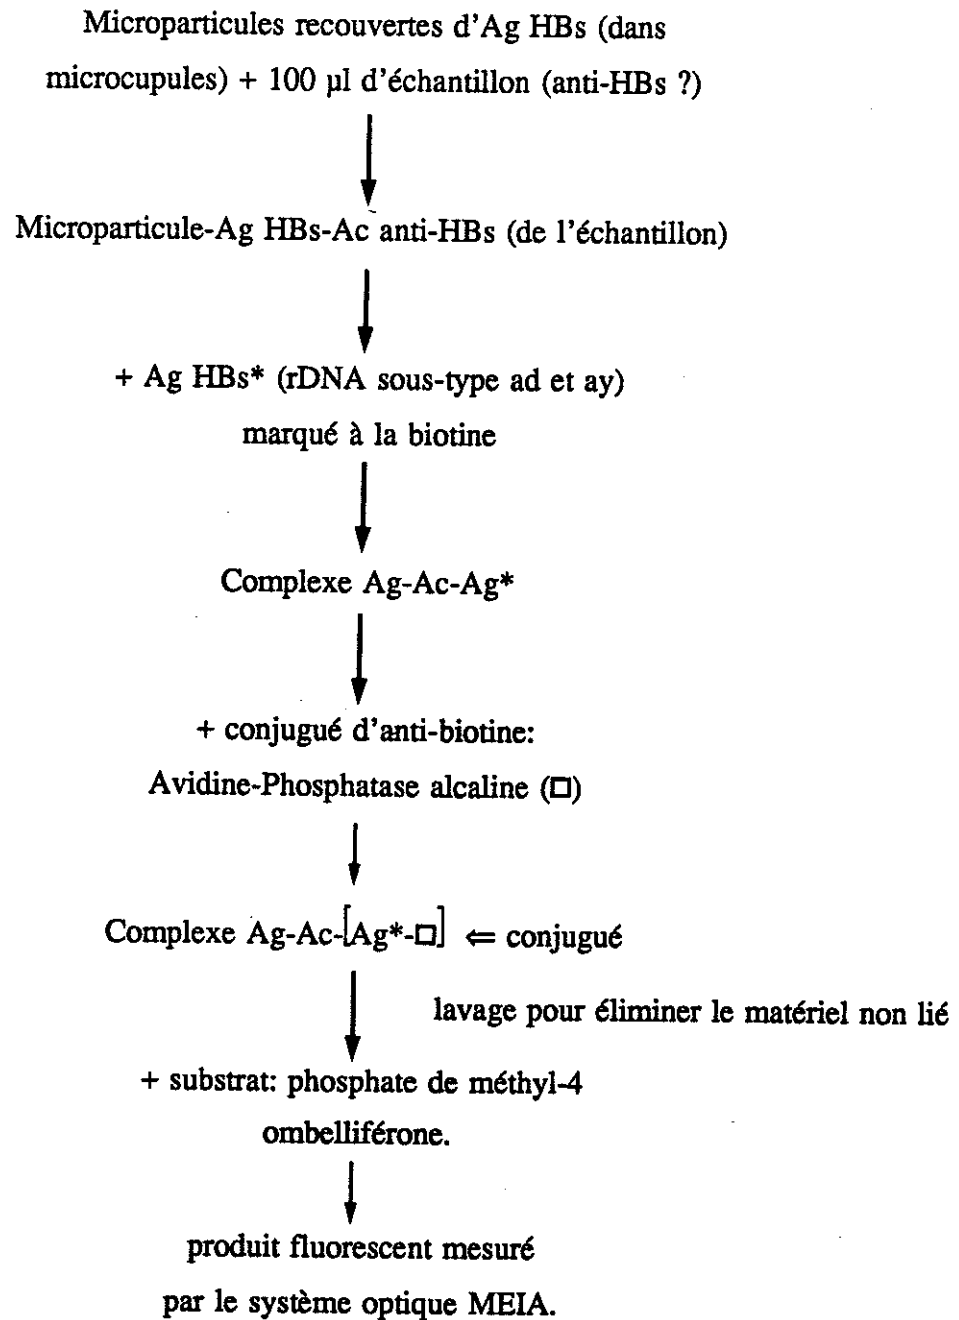 Microparticules recouvertes d'Ag HBs (dans
microcupules) + 100 µl d'échantillon (anti-HBs ?)
Microparticule-Ag HBs-Ac anti-HBs (de l'échantillon)
+ Ag HBs* (rDNA sous-type ad et ay)
marqué à la biotine
Complexe Ag-Ac-Ag*
+ conjugué d'anti-biotine:
Avidine-Phosphatase alcaline (□)
Complexe Ag-Ac-[Ag*-□] ⇐ conjugué
lavage pour éliminer le matériel non lié
+ substrat: phosphate de méthyl-4
ombelliférone.
produit fluorescent mesuré
par le système optique MEIA.